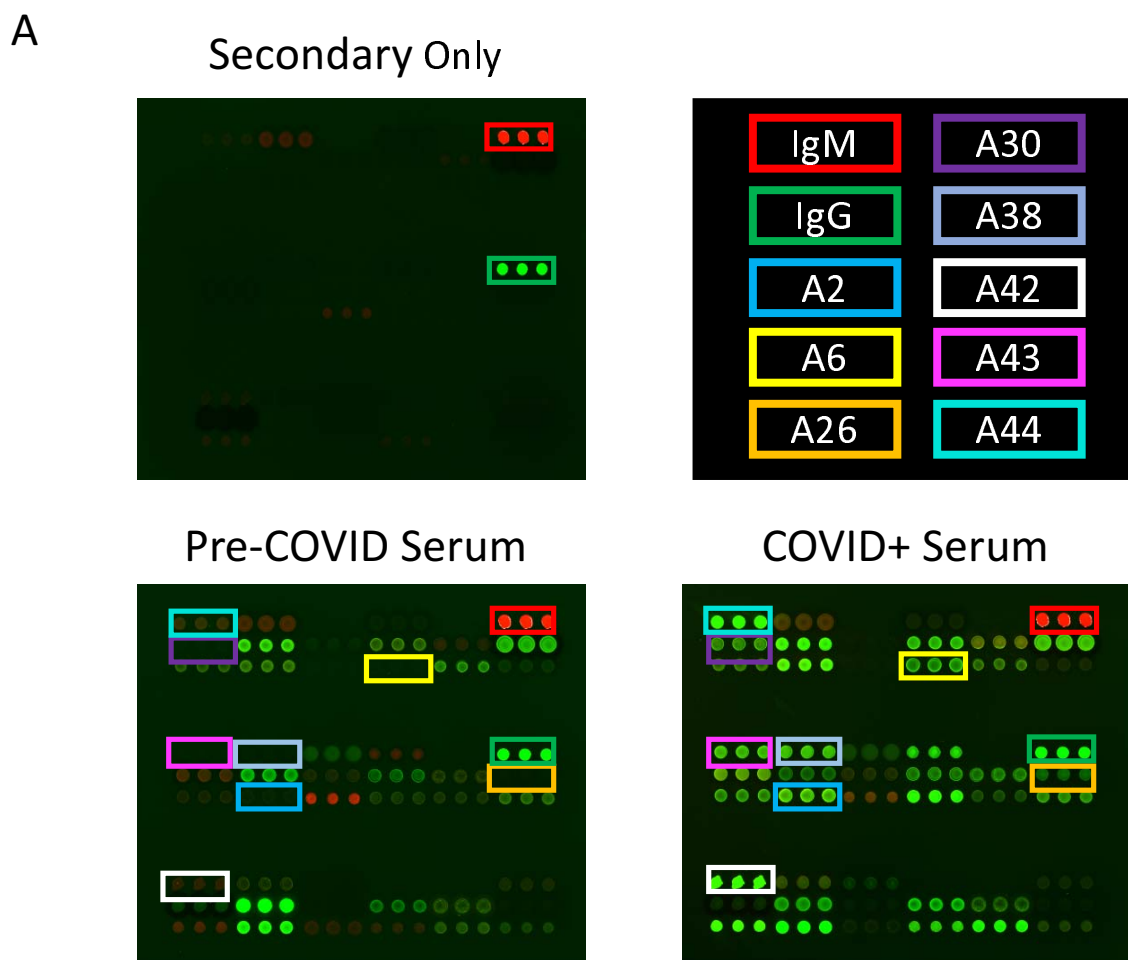 A
Secondary Only
IgM
A30
IgG
A38
A2
A42
A6
A43
A26
A44
Pre-COVID Serum
COVID+ Serum